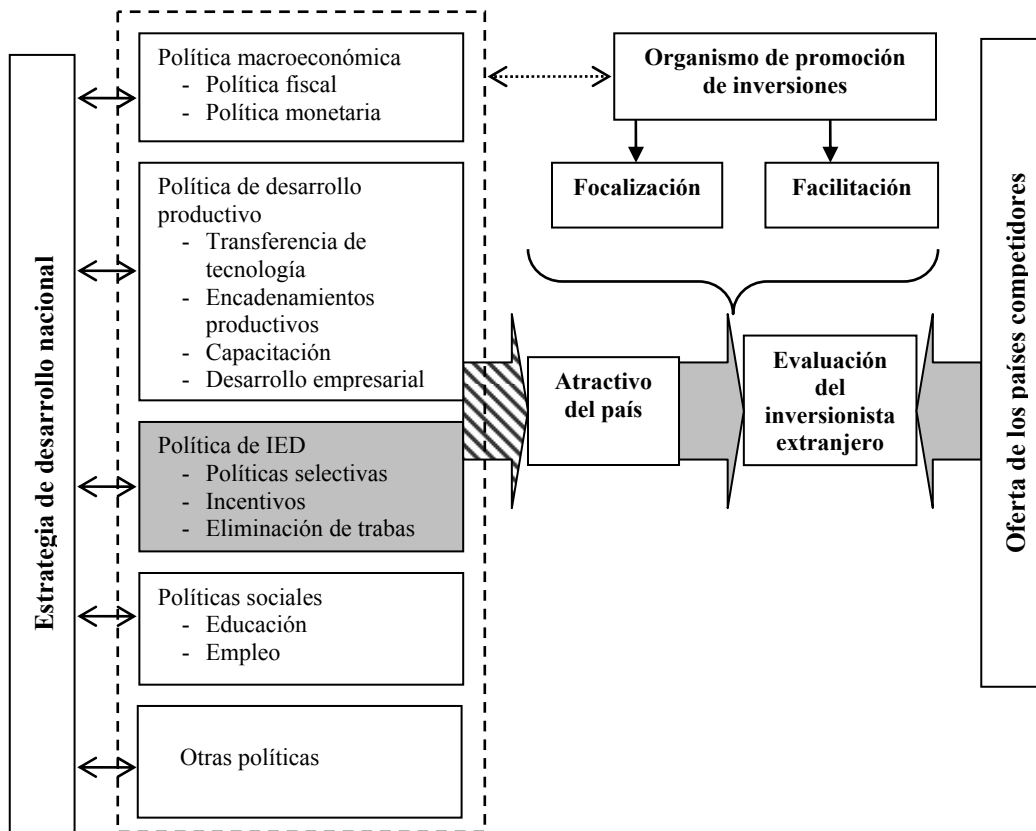 Estrategia de desarrollo nacional
Política macroeconómica
- Política fiscal
- Política monetaria
Política de desarrollo
productivo
- Transferencia de
tecnología
- Encadenamientos
productivos
- Capacitación
- Desarrollo empresarial
Política de IED
- Políticas selectivas
- Incentivos
- Eliminación de trabas
Políticas sociales
- Educación
- Empleo
Otras políticas
Organismo de promoción
de inversiones
Focalización
Facilitación
Atractivo
del país
Evaluación
del
inversionista
extranjero
Oferta de los países competidores